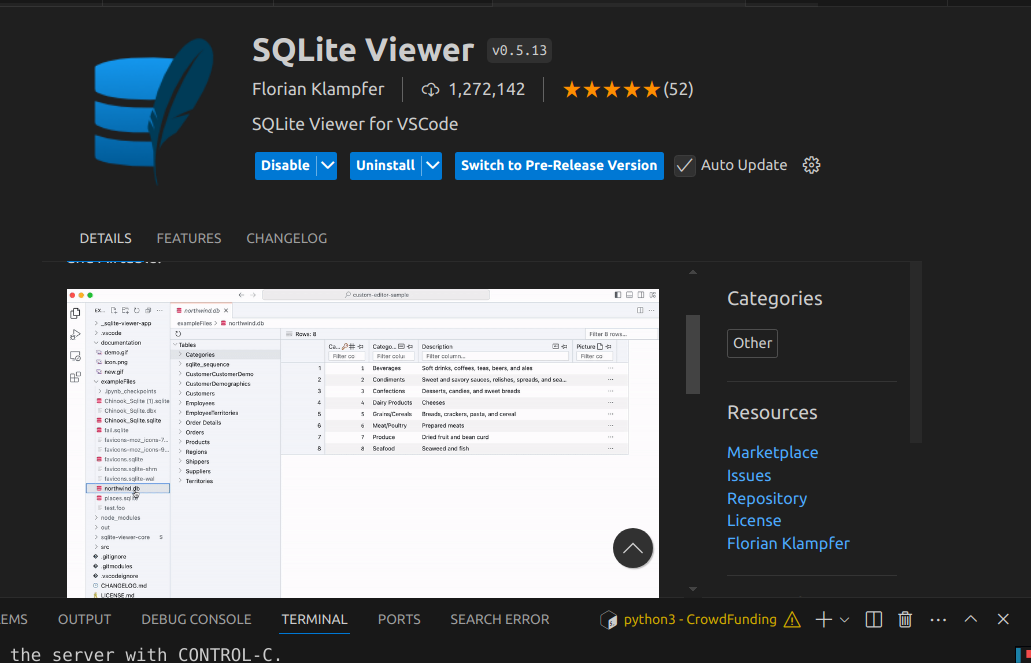 SQLite Viewer v0.5.13
Florian Klampfer 1,272,142 (52)
SQLite Viewer for VSCode
Disable Uninstall Switch to Pre-Release Version Auto Update
DETAILS FEATURES CHANGELOG
custom-editor-sample
EX...
northwind.db
_sqlite-viewer-app
.vscode
documentation
demo.gif
icon.png
new.gif
exampleFiles
.ipynb_checkpoints
Chinook_Sqlite (1).sqlite
Chinook_Sqlite.dbx
Chinook_Sqlite.sqlite
fail.sqlite
favicons-moz_icons-7...
favicons-moz_icons-9...
favicons.sqlite
favicons.sqlite-shm
favicons.sqlite-wal
northwind.db
places.sqlite
test.foo
node_modules
out
sqlite-viewer-core S
src
.gitignore
.gitmodules
.vscodeignore
CHANGELOG.md
LICENSE.md
exampleFiles > northwind.db
Tables
Categories
sqlite_sequence
CustomerCustomerDemo
CustomerDemographics
Customers
Employees
EmployeeTerritories
Order Details
Orders
Products
Regions
Shippers
Suppliers
Territories
Rows: 8 Filter 8 rows...
Ca... Catego... Description Picture
Filter co Filter colu Filter column... Filter co
1 1 Beverages Soft drinks, coffees, teas, beers, and ales ...
2 2 Condiments Sweet and savory sauces, relishes, spreads, and sea... ...
3 3 Confections Desserts, candies, and sweet breads ...
4 4 Dairy Products Cheeses ...
5 5 Grains/Cereals Breads, crackers, pasta, and cereal ...
6 6 Meat/Poultry Prepared meats ...
7 7 Produce Dried fruit and bean curd ...
8 8 Seafood Seaweed and fish ...
Categories
Other
Resources
Marketplace
Issues
Repository
License
Florian Klampfer
EMS OUTPUT DEBUG CONSOLE TERMINAL PORTS SEARCH ERROR python3 - CrowdFunding
the server with CONTROL-C.